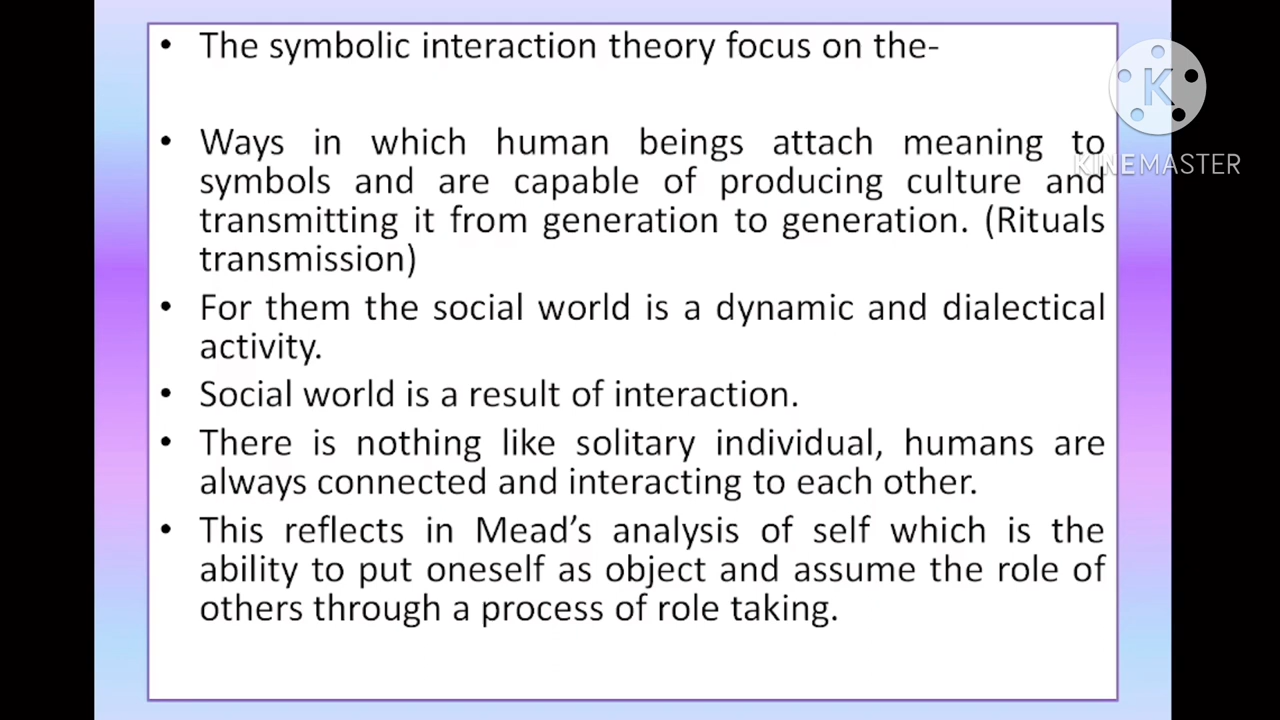 • The symbolic interaction theory focus on the-
• Ways in which human beings attach meaning to
symbols and are capable of producing culture and
transmitting it from generation to generation. (Rituals
transmission)
• For them the social world is a dynamic and dialectical
activity.
• Social world is a result of interaction.
• There is nothing like solitary individual, humans are
always connected and interacting to each other.
• This reflects in Mead’s analysis of self which is the
ability to put oneself as object and assume the role of
others through a process of role taking.
K
KINEMASTER